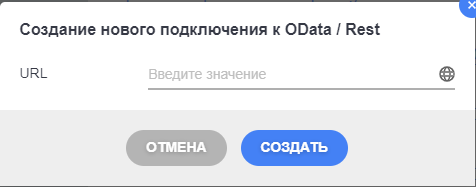 Создание нового подключения к OData / Rest
URL
Введите значение
ОТМЕНА
СОЗДАТЬ